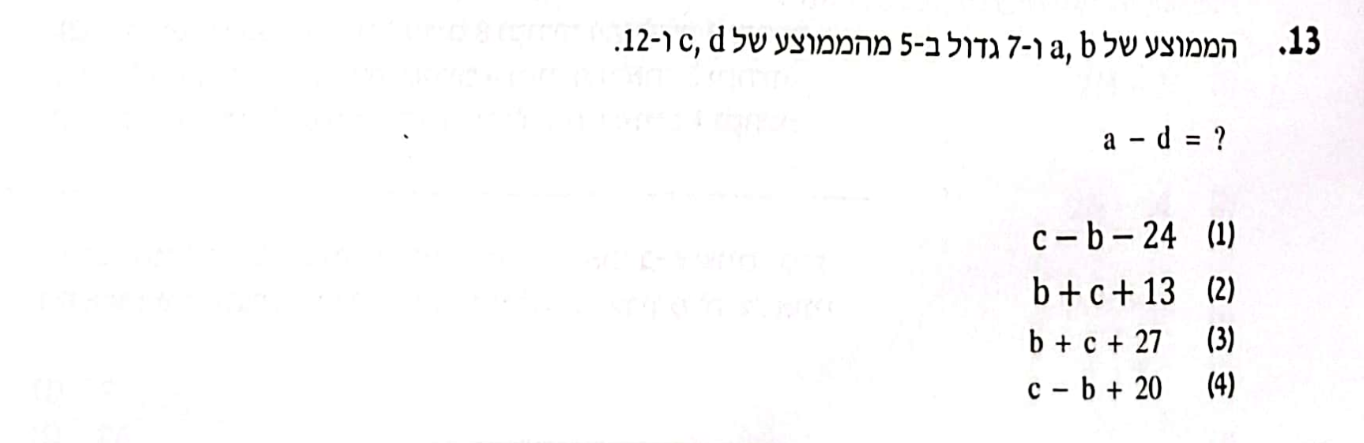 13. הממוצע של a, b ו-7 גדול ב-5 מהממוצע של c, d ו-12.
a – d = ?
(1) c – b – 24
(2) b + c + 13
(3) b + c + 27
(4) c – b + 20